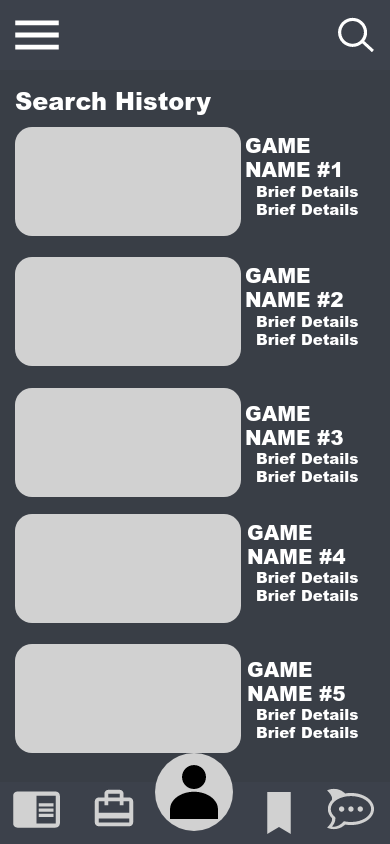 Search History
GAME
NAME #1
Brief Details
Brief Details
GAME
NAME #2
Brief Details
Brief Details
GAME
NAME #3
Brief Details
Brief Details
GAME
NAME #4
Brief Details
Brief Details
GAME
NAME #5
Brief Details
Brief Details